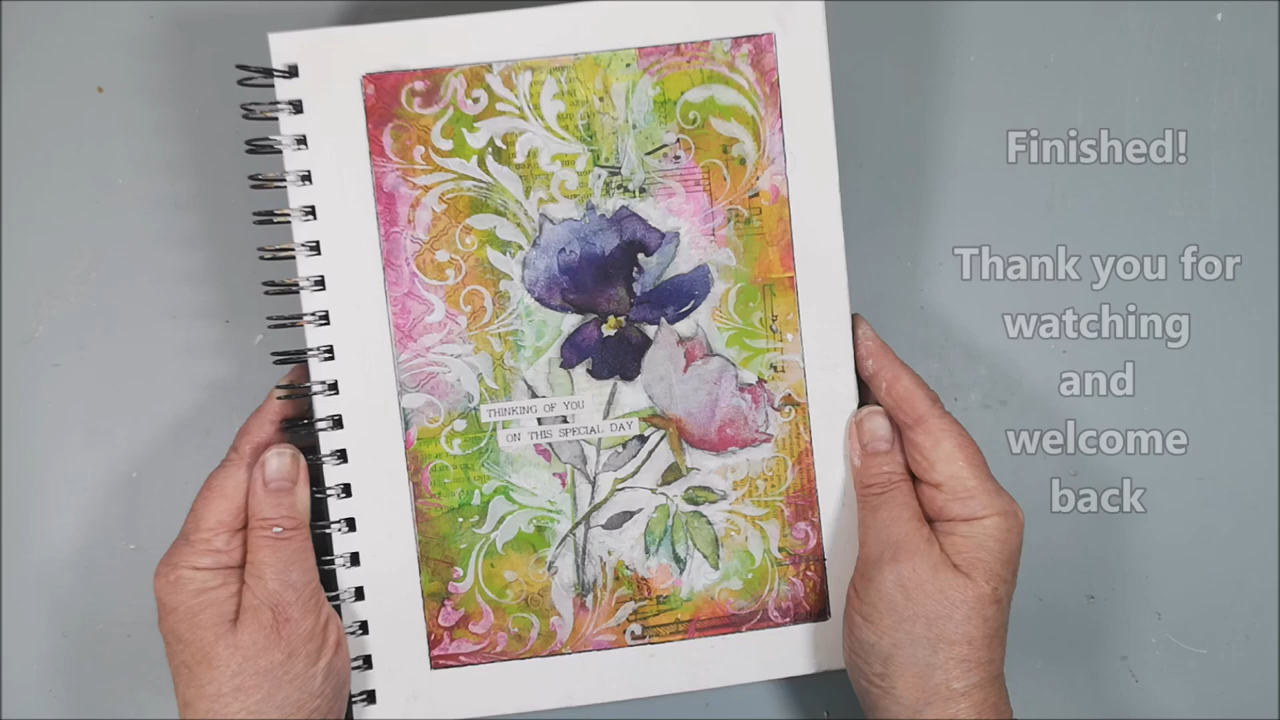 THINKING OF YOU
ON THIS SPECIAL DAY
Finished!
Thank you for
watching
and
welcome
back